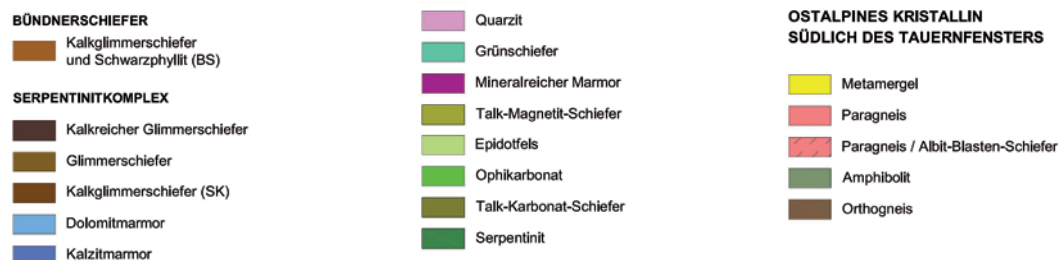 BÜNDNERSCHIEFER
Kalkglimmerschiefer
und Schwarzphyllit (BS)
SERPENTINITKOMPLEX
Kalkreicher Glimmerschiefer
Glimmerschiefer
Kalkglimmerschiefer (SK)
Dolomitmarmor
Kalzitmarmor
Quarzit
Grünschiefer
Mineralreicher Marmor
Talk-Magnetit-Schiefer
Epidotfels
Ophikarbonat
Talk-Karbonat-Schiefer
Serpentinit
OSTALPINES KRISTALLIN
SÜDLICH DES TAUERNFENSTERS
Metamergel
Paragneis
Paragneis / Albit-Blasten-Schiefer
Amphibolit
Orthogneis